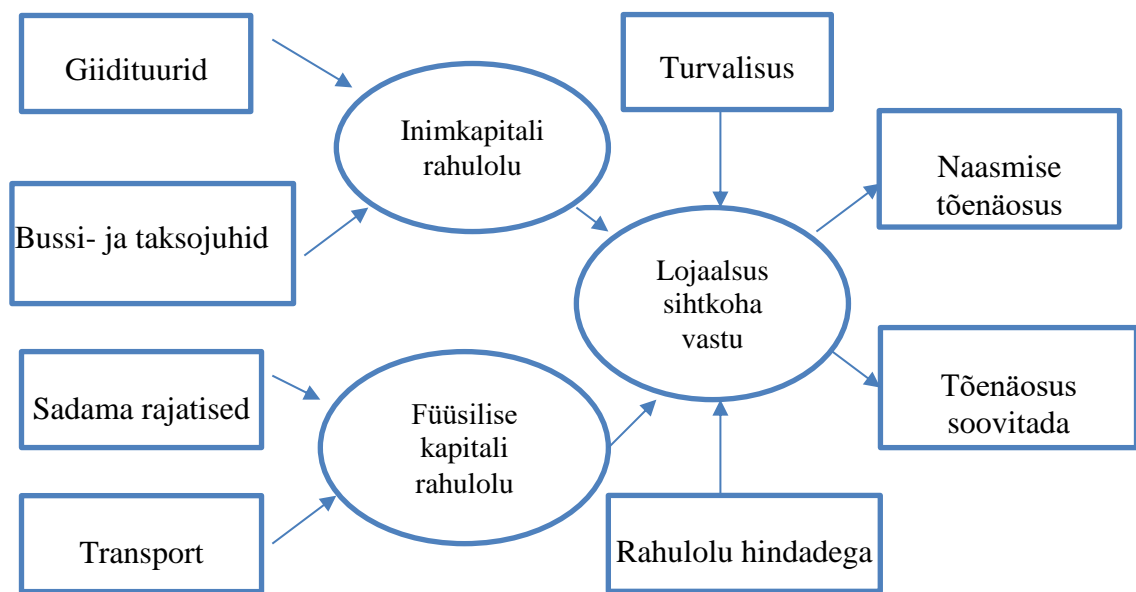 Giidituurid
Turvalisus
Inimkapitali
rahulolu
Naasmise
tõenäosus
Bussi- ja taksojuhid
Lojaalsus
sihtkoha
vastu
Sadama rajatised
Füüsilise
kapitali
rahulolu
Tõenäosus
soovitada
Transport
Rahulolu hindadega